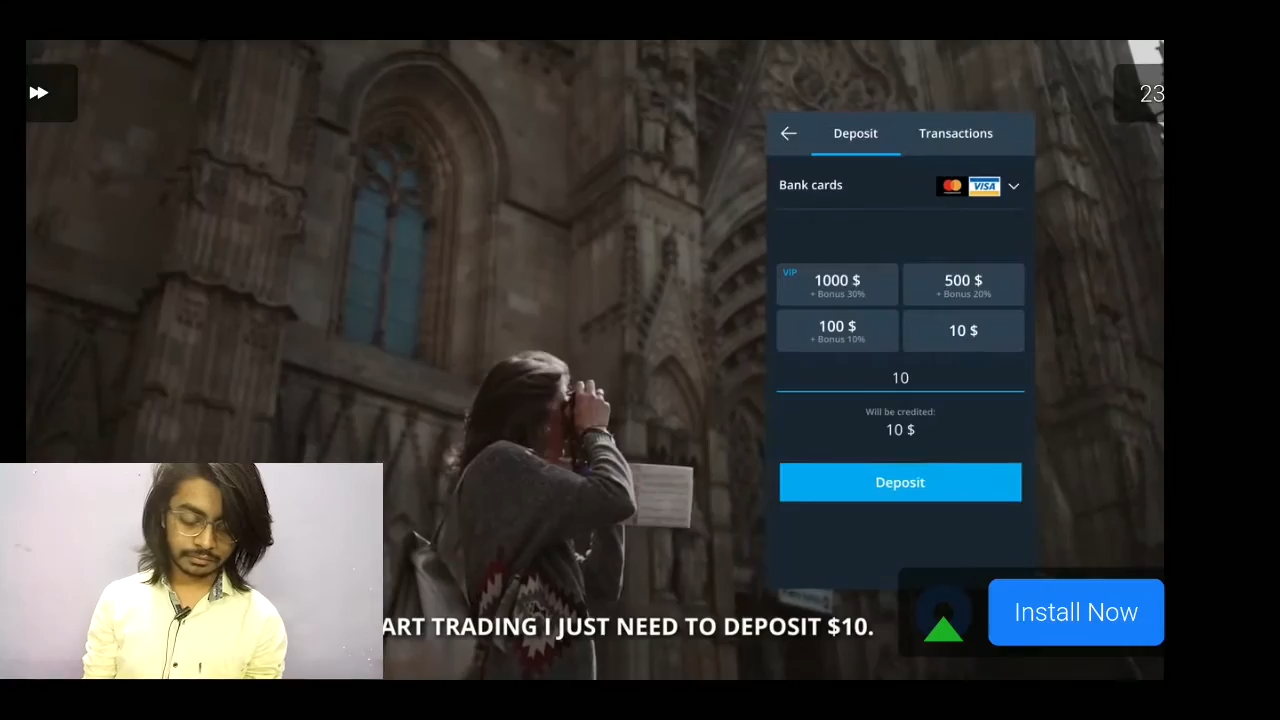 23
Deposit Transactions
Bank cards VISA
VIP
1000 $
+ Bonus 30%
500 $
+ Bonus 20%
100 $
+ Bonus 10%
10 $
10
Will be credited:
10 $
Deposit
ART TRADING I JUST NEED TO DEPOSIT $10.
Install Now